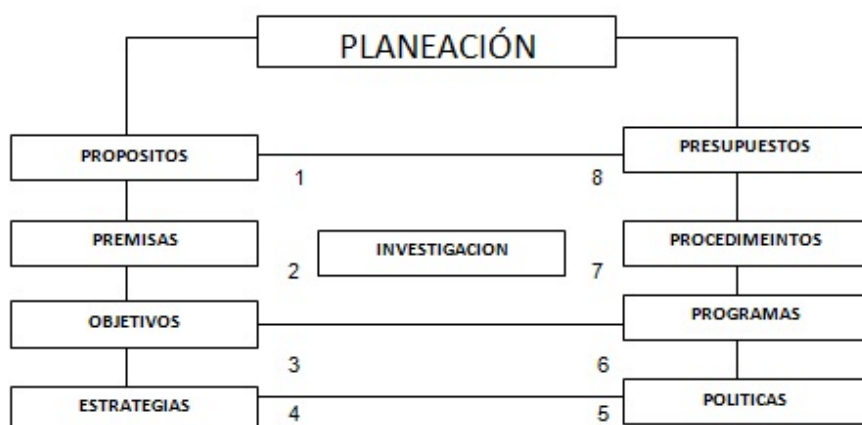 PLANEACIÓN
PROPOSITOS
PRESUPUESTOS
1
8
PREMISAS
INVESTIGACION
PROCEDIMEINTOS
2
7
OBJETIVOS
PROGRAMAS
3
6
ESTRATEGIAS
POLITICAS
4
5